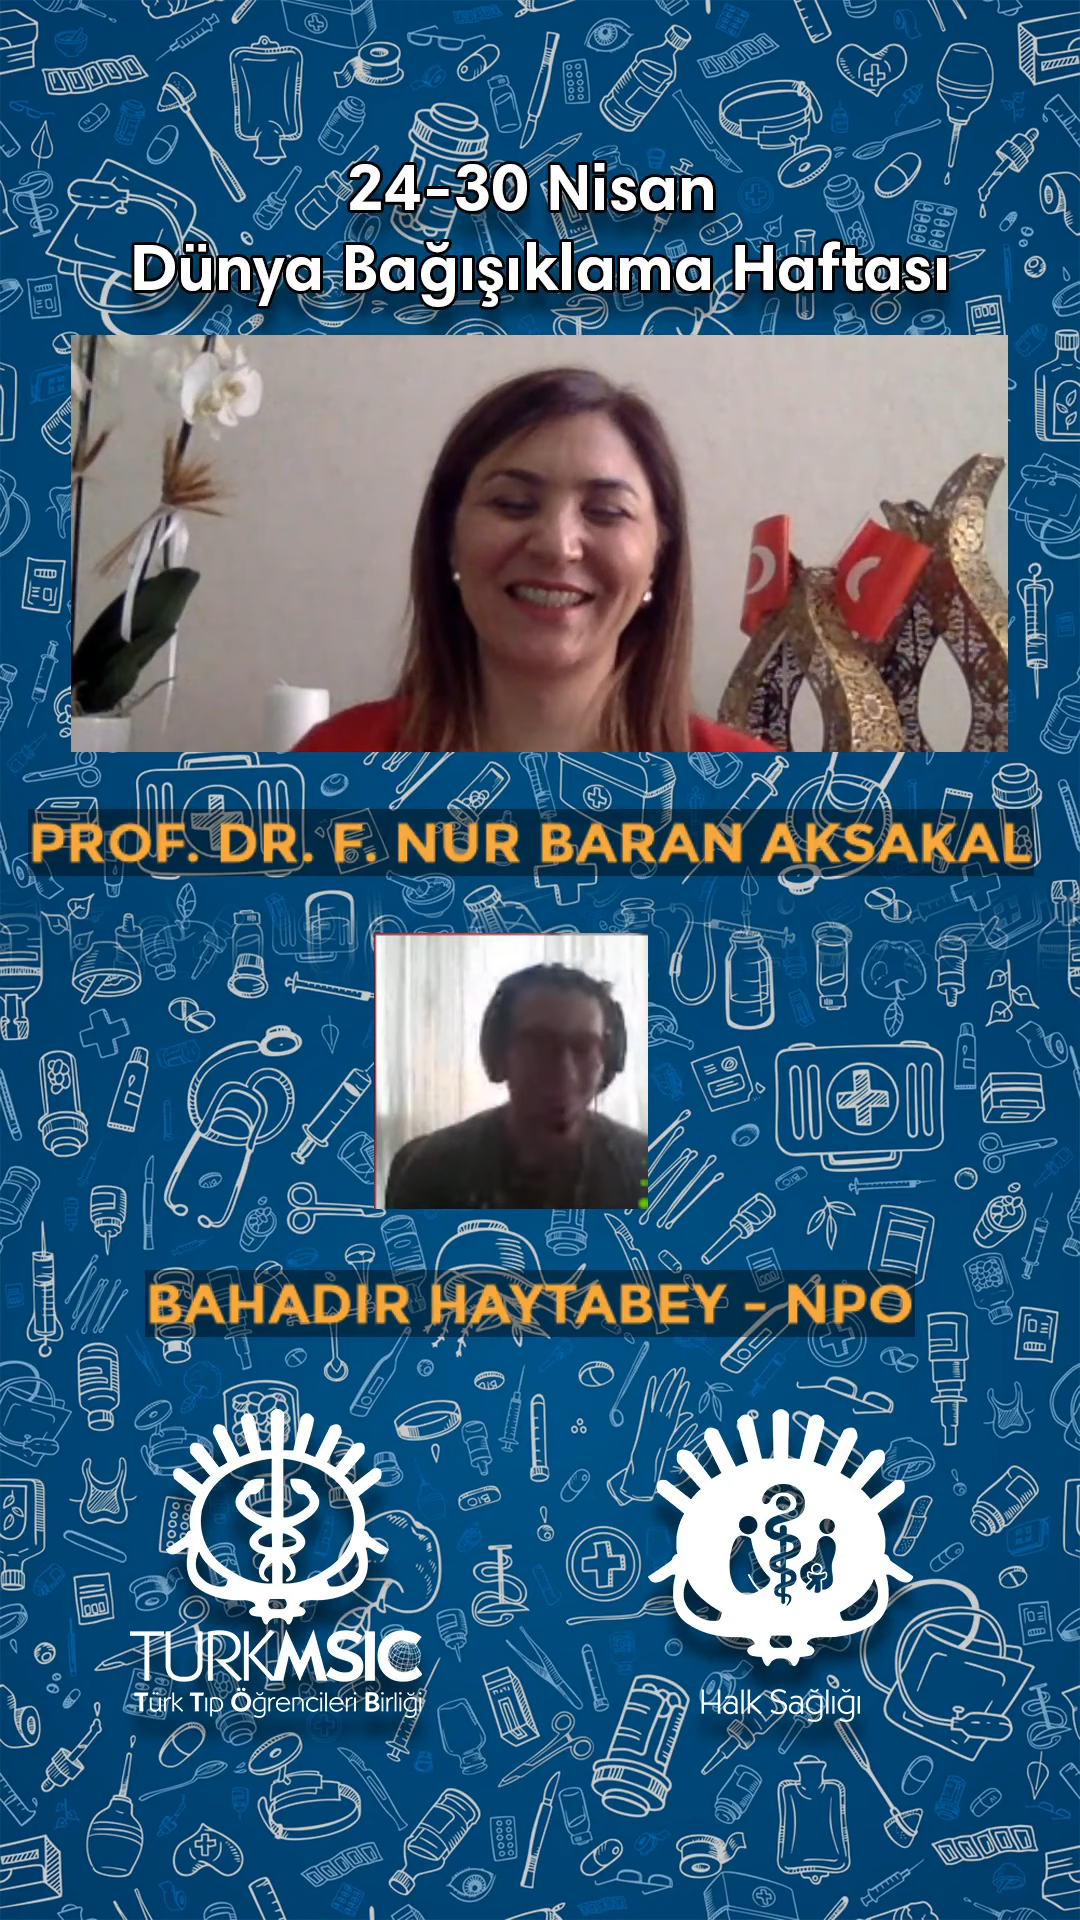 24-30 Nisan
Dünya Bağışıklama Haftası
PROF. DR. F. NUR BARAN AKSAKAL
BAHADIR HAYTABEY - NPO
TURKMSIC
Türk Tıp Öğrencileri Birliği
Halk Sağlığı